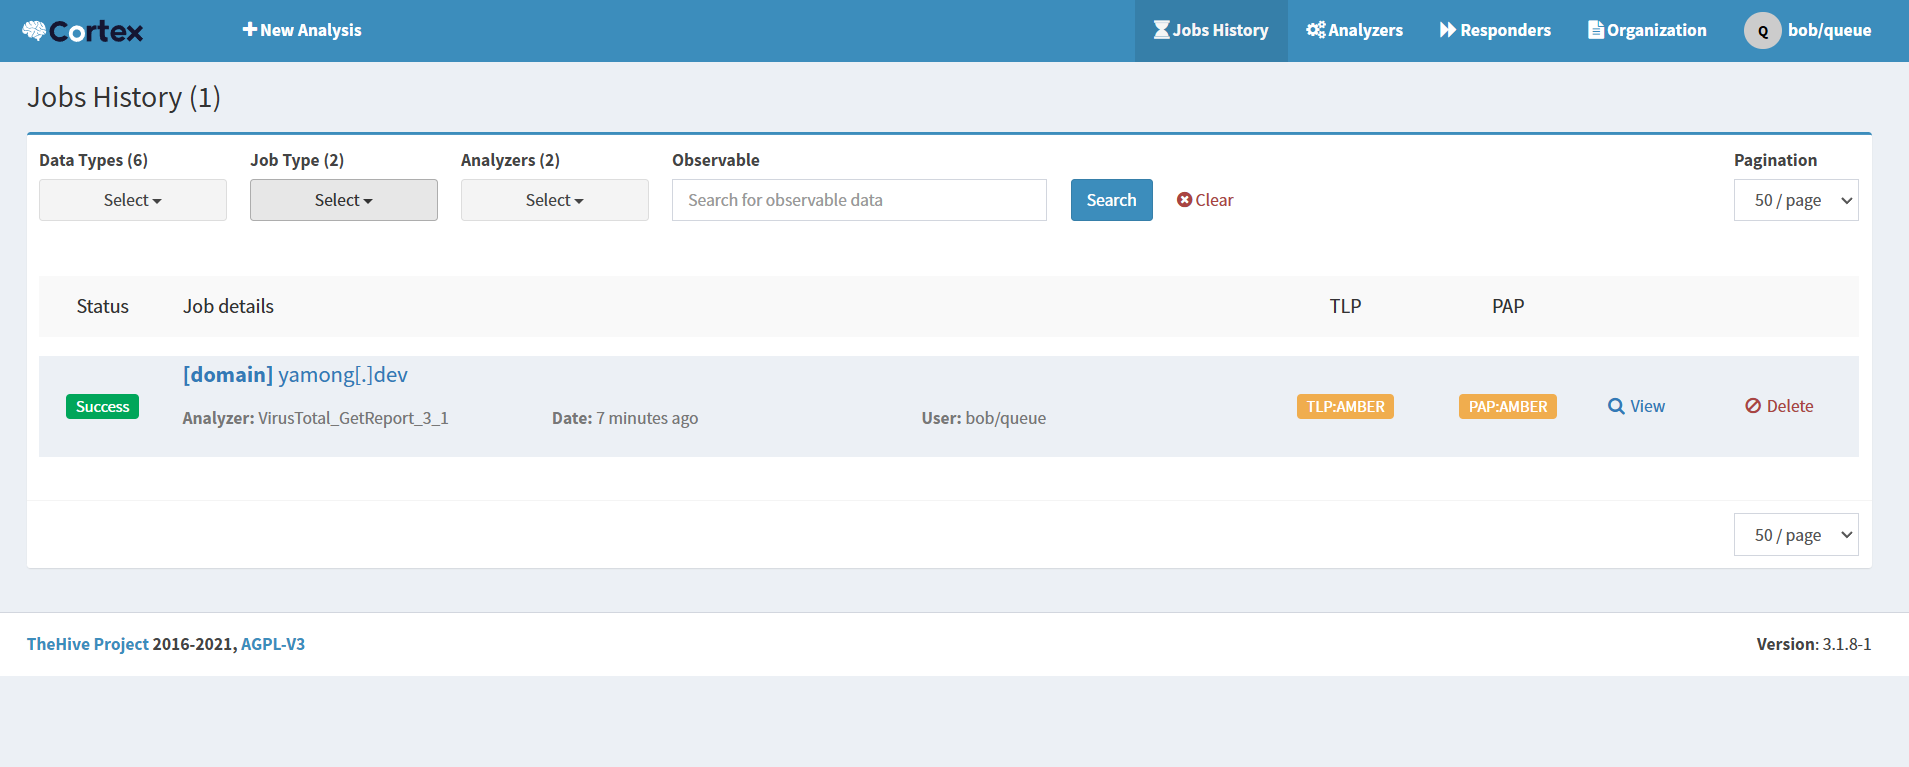 Cortex
New Analysis
Jobs History
Analyzers
Responders
Organization
Q
bob/queue
Jobs History (1)
Data Types (6)
Job Type (2)
Analyzers (2)
Observable
Pagination
Select
Select
Select
Search for observable data
Search
Clear
50 / page
Status
Job details
TLP
PAP
[domain] yamong[.]dev
Success
Analyzer: VirusTotal_GetReport_3_1
Date: 7 minutes ago
User: bob/queue
TLP:AMBER
PAP:AMBER
View
Delete
50 / page
TheHive Project 2016-2021, AGPL-V3
Version: 3.1.8-1